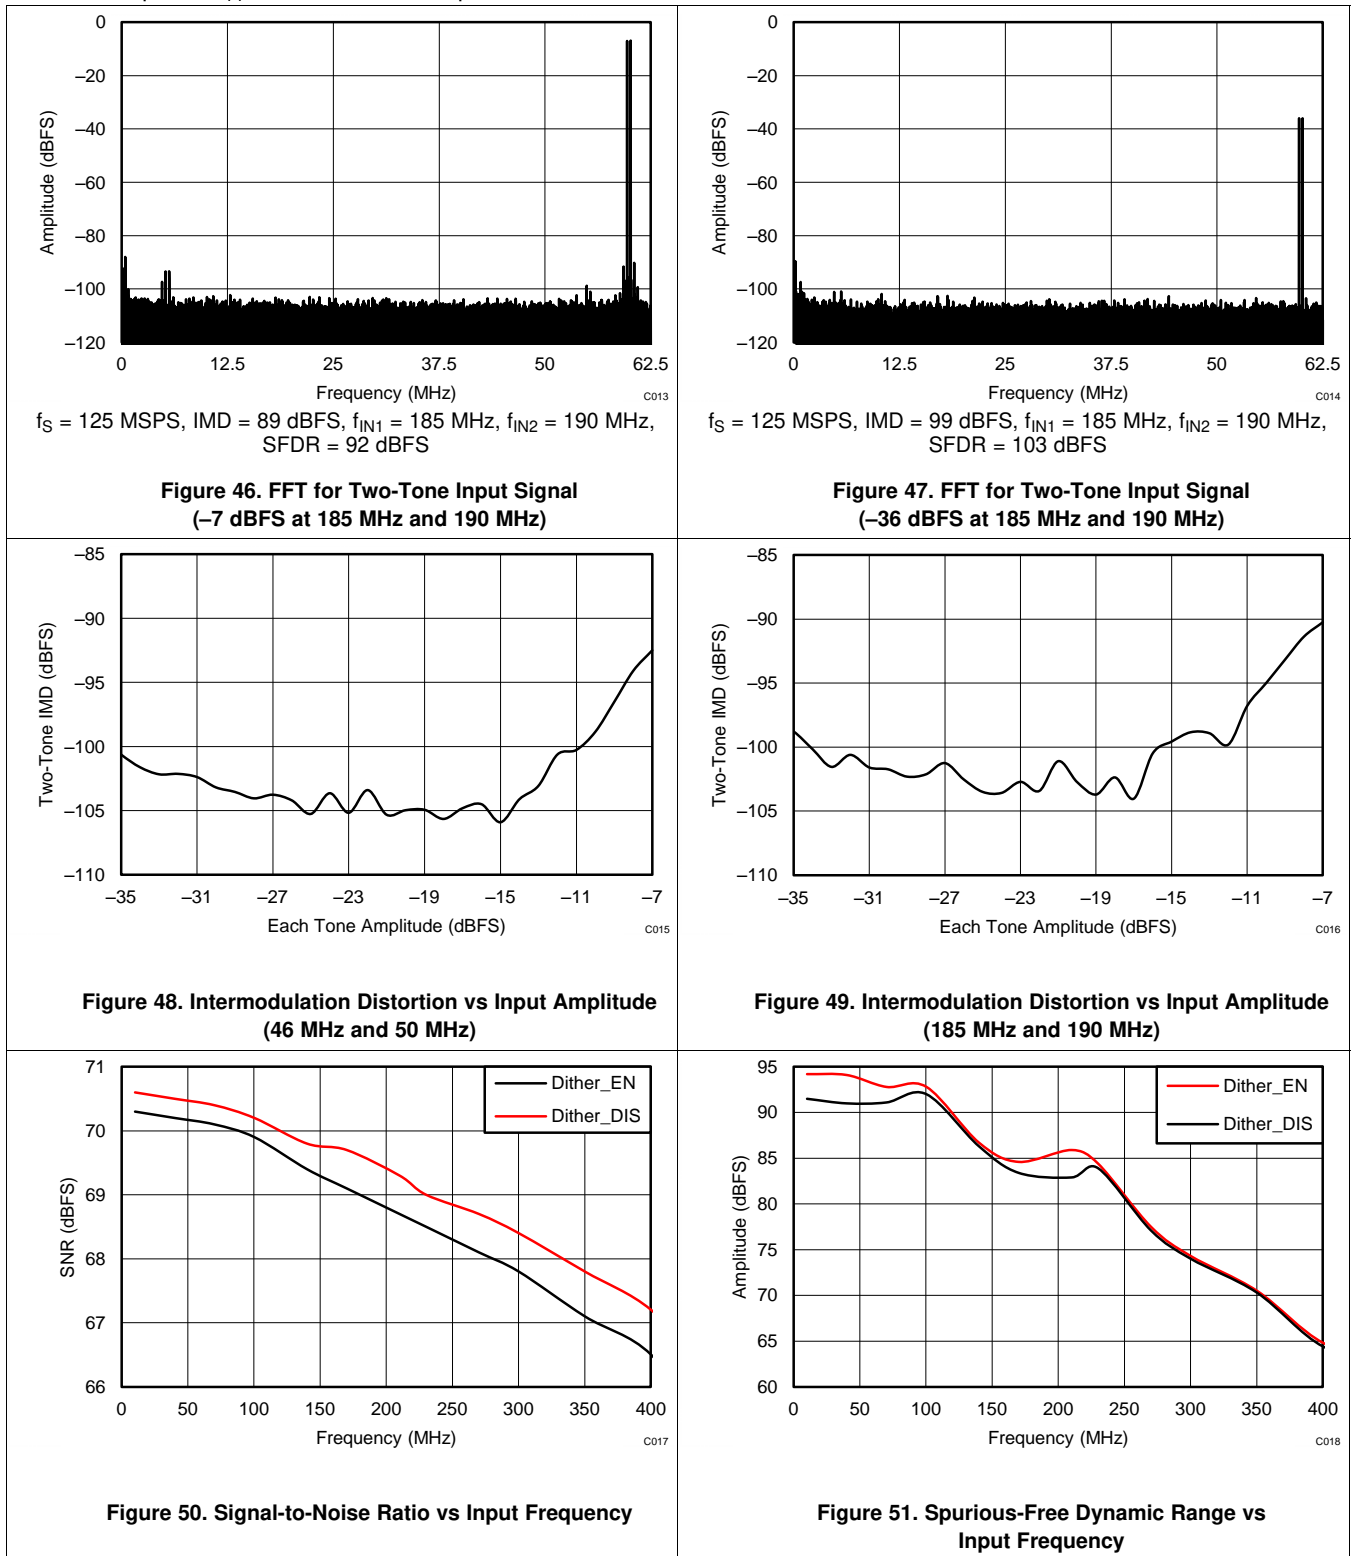 0
–20
–40
–60
–80
–100
–120
Amplitude (dBFS)
0 12.5 25 37.5 50 62.5
Frequency (MHz)
C013
fS = 125 MSPS, IMD = 89 dBFS, fIN1 = 185 MHz, fIN2 = 190 MHz,
SFDR = 92 dBFS
Figure 46. FFT for Two-Tone Input Signal
(–7 dBFS at 185 MHz and 190 MHz)
0
–20
–40
–60
–80
–100
–120
Amplitude (dBFS)
0 12.5 25 37.5 50 62.5
Frequency (MHz)
C014
fS = 125 MSPS, IMD = 99 dBFS, fIN1 = 185 MHz, fIN2 = 190 MHz,
SFDR = 103 dBFS
Figure 47. FFT for Two-Tone Input Signal
(–36 dBFS at 185 MHz and 190 MHz)
–85
–90
–95
–100
–105
–110
Two-Tone IMD (dBFS)
–35 –31 –27 –23 –19 –15 –11 –7
Each Tone Amplitude (dBFS)
C015
Figure 48. Intermodulation Distortion vs Input Amplitude
(46 MHz and 50 MHz)
–85
–90
–95
–100
–105
–110
Two-Tone IMD (dBFS)
–35 –31 –27 –23 –19 –15 –11 –7
Each Tone Amplitude (dBFS)
C016
Figure 49. Intermodulation Distortion vs Input Amplitude
(185 MHz and 190 MHz)
71
70
69
68
67
66
SNR (dBFS)
Dither_EN
Dither_DIS
0 50 100 150 200 250 300 350 400
Frequency (MHz)
C017
Figure 50. Signal-to-Noise Ratio vs Input Frequency
95
90
85
80
75
70
65
60
Amplitude (dBFS)
Dither_EN
Dither_DIS
0 50 100 150 200 250 300 350 400
Frequency (MHz)
C018
Figure 51. Spurious-Free Dynamic Range vs
Input Frequency